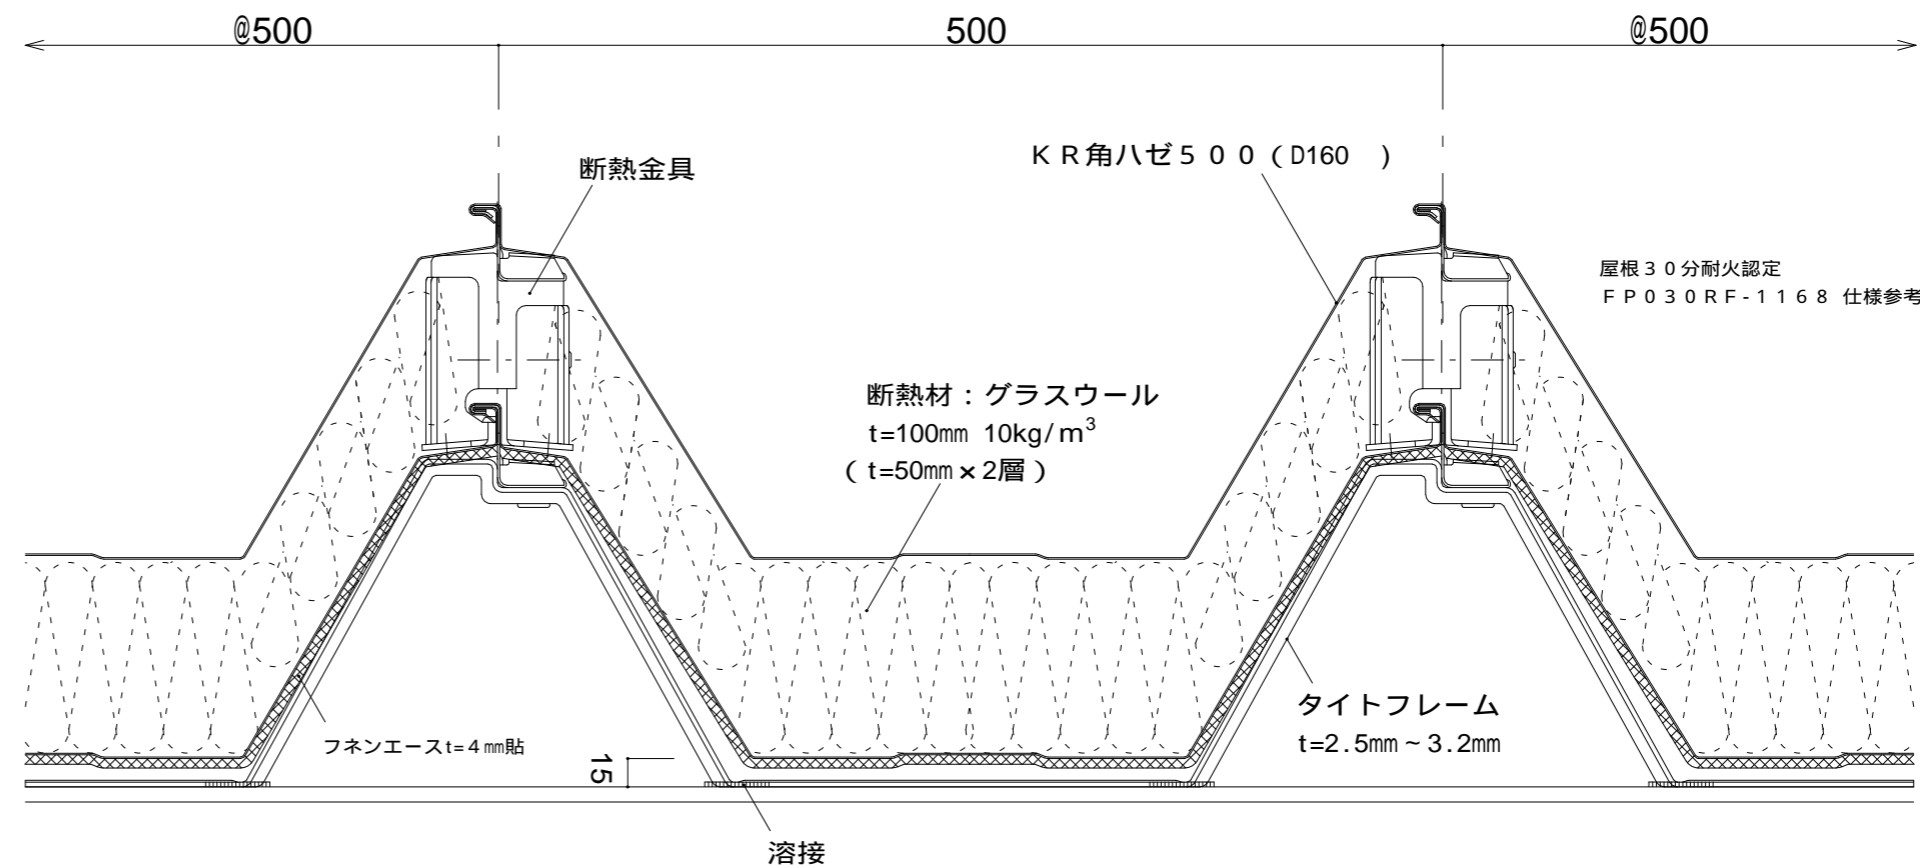 @500
500
@500
断熱金具
ＫＲ角ハゼ５００（D160　）
屋根３０分耐火認定
ＦＰ０３０ＲＦ-１１６８ 仕様参考
断熱材：グラスウール
t=100mm 10kg/m³
（t=50mm×2層）
タイトフレーム
t=2.5mm~3.2mm
フネンエースt=４㎜貼
15
溶接